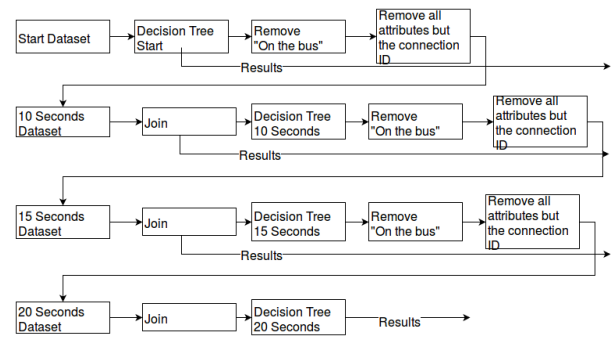 Start Dataset
Decision Tree
Start
Remove
"On the bus"
Remove all
attributes but
the connection
ID
Results
10 Seconds
Dataset
Join
Decision Tree
10 Seconds
Remove
"On the bus"
Remove all
attributes but
the connection
ID
Results
15 Seconds
Dataset
Join
Decision Tree
15 Seconds
Remove
"On the bus"
Remove all
attributes but
the connection
ID
Results
20 Seconds
Dataset
Join
Decision Tree
20 Seconds
Results